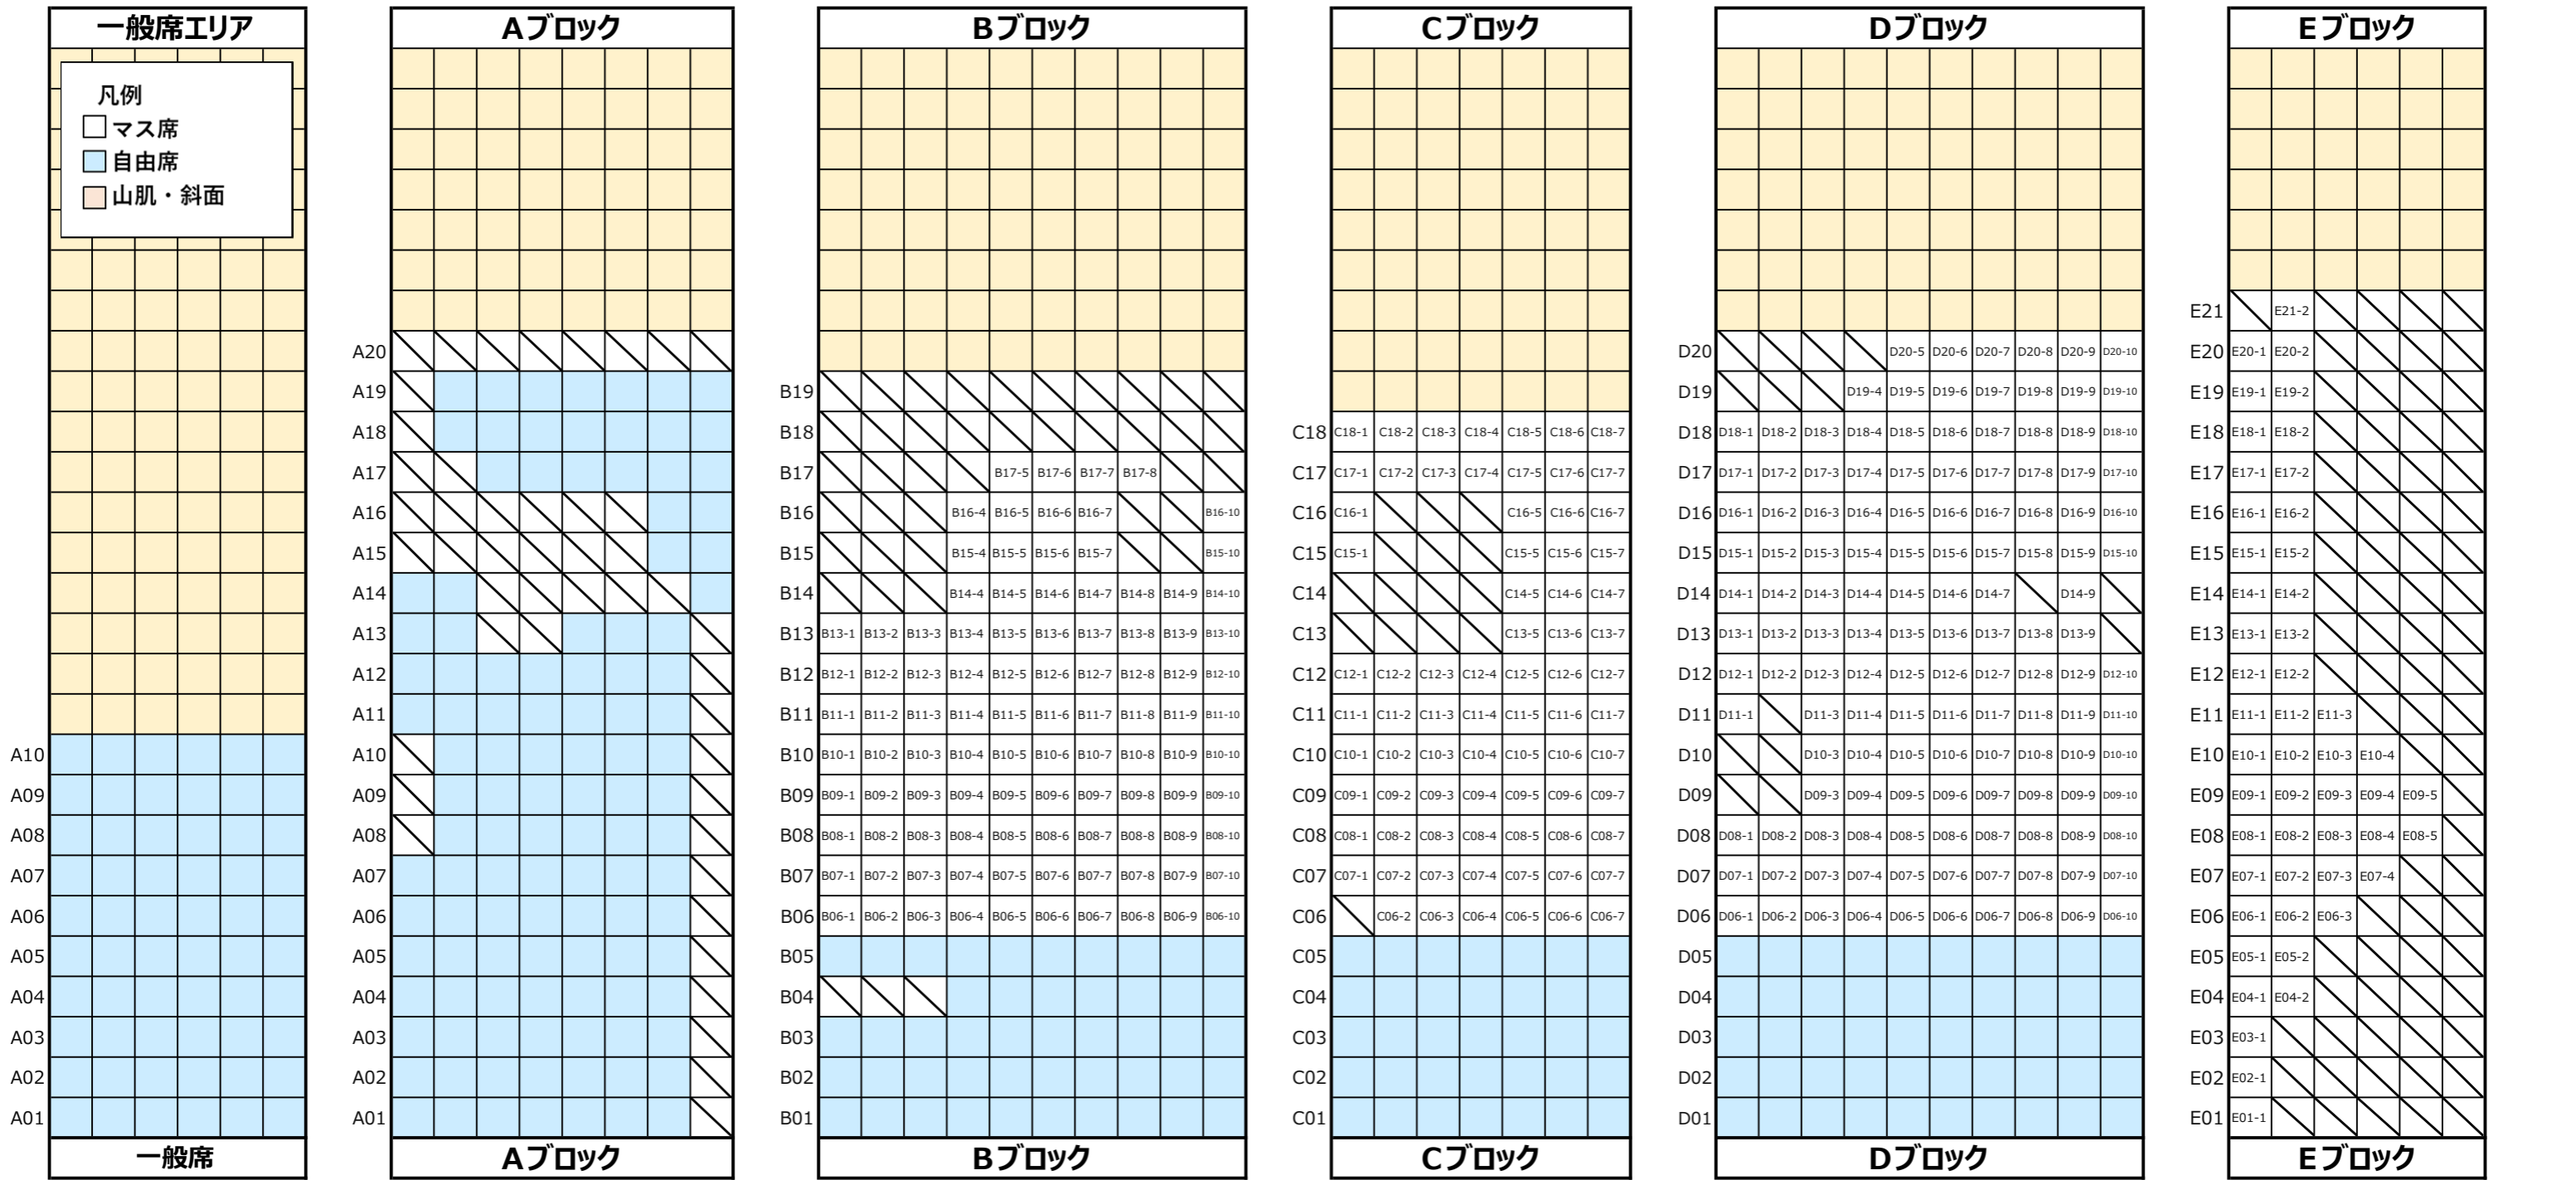 一般席エリア Aブロック Bブロック Cブロック Dブロック Eブロック
凡例
マス席
自由席
山肌・斜面
E21 E21-2
A20 D20 D20-5 D20-6 D20-7 D20-8 D20-9 D20-10 E20 E20-1 E20-2
A19 B19 D19 D19-4 D19-5 D19-6 D19-7 D19-8 D19-9 D19-10 E19 E19-1 E19-2
A18 B18 C18 C18-1 C18-2 C18-3 C18-4 C18-5 C18-6 C18-7 D18 D18-1 D18-2 D18-3 D18-4 D18-5 D18-6 D18-7 D18-8 D18-9 D18-10 E18 E18-1 E18-2
A17 B17 B17-5 B17-6 B17-7 B17-8 C17 C17-1 C17-2 C17-3 C17-4 C17-5 C17-6 C17-7 D17 D17-1 D17-2 D17-3 D17-4 D17-5 D17-6 D17-7 D17-8 D17-9 D17-10 E17 E17-1 E17-2
A16 B16 B16-4 B16-5 B16-6 B16-7 B16-10 C16 C16-1 C16-5 C16-6 C16-7 D16 D16-1 D16-2 D16-3 D16-4 D16-5 D16-6 D16-7 D16-8 D16-9 D16-10 E16 E16-1 E16-2
A15 B15 B15-4 B15-5 B15-6 B15-7 B15-10 C15 C15-1 C15-5 C15-6 C15-7 D15 D15-1 D15-2 D15-3 D15-4 D15-5 D15-6 D15-7 D15-8 D15-9 D15-10 E15 E15-1 E15-2
A14 B14 B14-4 B14-5 B14-6 B14-7 B14-8 B14-9 B14-10 C14 C14-5 C14-6 C14-7 D14 D14-1 D14-2 D14-3 D14-4 D14-5 D14-6 D14-7 D14-9 E14 E14-1 E14-2
A13 B13 B13-1 B13-2 B13-3 B13-4 B13-5 B13-6 B13-7 B13-8 B13-9 B13-10 C13 C13-5 C13-6 C13-7 D13 D13-1 D13-2 D13-3 D13-4 D13-5 D13-6 D13-7 D13-8 D13-9 E13 E13-1 E13-2
A12 B12 B12-1 B12-2 B12-3 B12-4 B12-5 B12-6 B12-7 B12-8 B12-9 B12-10 C12 C12-1 C12-2 C12-3 C12-4 C12-5 C12-6 C12-7 D12 D12-1 D12-2 D12-3 D12-4 D12-5 D12-6 D12-7 D12-8 D12-9 D12-10 E12 E12-1 E12-2
A11 B11 B11-1 B11-2 B11-3 B11-4 B11-5 B11-6 B11-7 B11-8 B11-9 B11-10 C11 C11-1 C11-2 C11-3 C11-4 C11-5 C11-6 C11-7 D11 D11-1 D11-3 D11-4 D11-5 D11-6 D11-7 D11-8 D11-9 D11-10 E11 E11-1 E11-2 E11-3
A10 A10 B10 B10-1 B10-2 B10-3 B10-4 B10-5 B10-6 B10-7 B10-8 B10-9 B10-10 C10 C10-1 C10-2 C10-3 C10-4 C10-5 C10-6 C10-7 D10 D10-3 D10-4 D10-5 D10-6 D10-7 D10-8 D10-9 D10-10 E10 E10-1 E10-2 E10-3 E10-4
A09 A09 B09 B09-1 B09-2 B09-3 B09-4 B09-5 B09-6 B09-7 B09-8 B09-9 B09-10 C09 C09-1 C09-2 C09-3 C09-4 C09-5 C09-6 C09-7 D09 D09-3 D09-4 D09-5 D09-6 D09-7 D09-8 D09-9 D09-10 E09 E09-1 E09-2 E09-3 E09-4 E09-5
A08 A08 B08 B08-1 B08-2 B08-3 B08-4 B08-5 B08-6 B08-7 B08-8 B08-9 B08-10 C08 C08-1 C08-2 C08-3 C08-4 C08-5 C08-6 C08-7 D08 D08-1 D08-2 D08-3 D08-4 D08-5 D08-6 D08-7 D08-8 D08-9 D08-10 E08 E08-1 E08-2 E08-3 E08-4 E08-5
A07 A07 B07 B07-1 B07-2 B07-3 B07-4 B07-5 B07-6 B07-7 B07-8 B07-9 B07-10 C07 C07-1 C07-2 C07-3 C07-4 C07-5 C07-6 C07-7 D07 D07-1 D07-2 D07-3 D07-4 D07-5 D07-6 D07-7 D07-8 D07-9 D07-10 E07 E07-1 E07-2 E07-3 E07-4
A06 A06 B06 B06-1 B06-2 B06-3 B06-4 B06-5 B06-6 B06-7 B06-8 B06-9 B06-10 C06 C06-2 C06-3 C06-4 C06-5 C06-6 C06-7 D06 D06-1 D06-2 D06-3 D06-4 D06-5 D06-6 D06-7 D06-8 D06-9 D06-10 E06 E06-1 E06-2 E06-3
A05 A05 B05 C05 D05 E05 E05-1 E05-2
A04 A04 B04 C04 D04 E04 E04-1 E04-2
A03 A03 B03 C03 D03 E03 E03-1
A02 A02 B02 C02 D02 E02 E02-1
A01 A01 B01 C01 D01 E01 E01-1
一般席 Aブロック Bブロック Cブロック Dブロック Eブロック